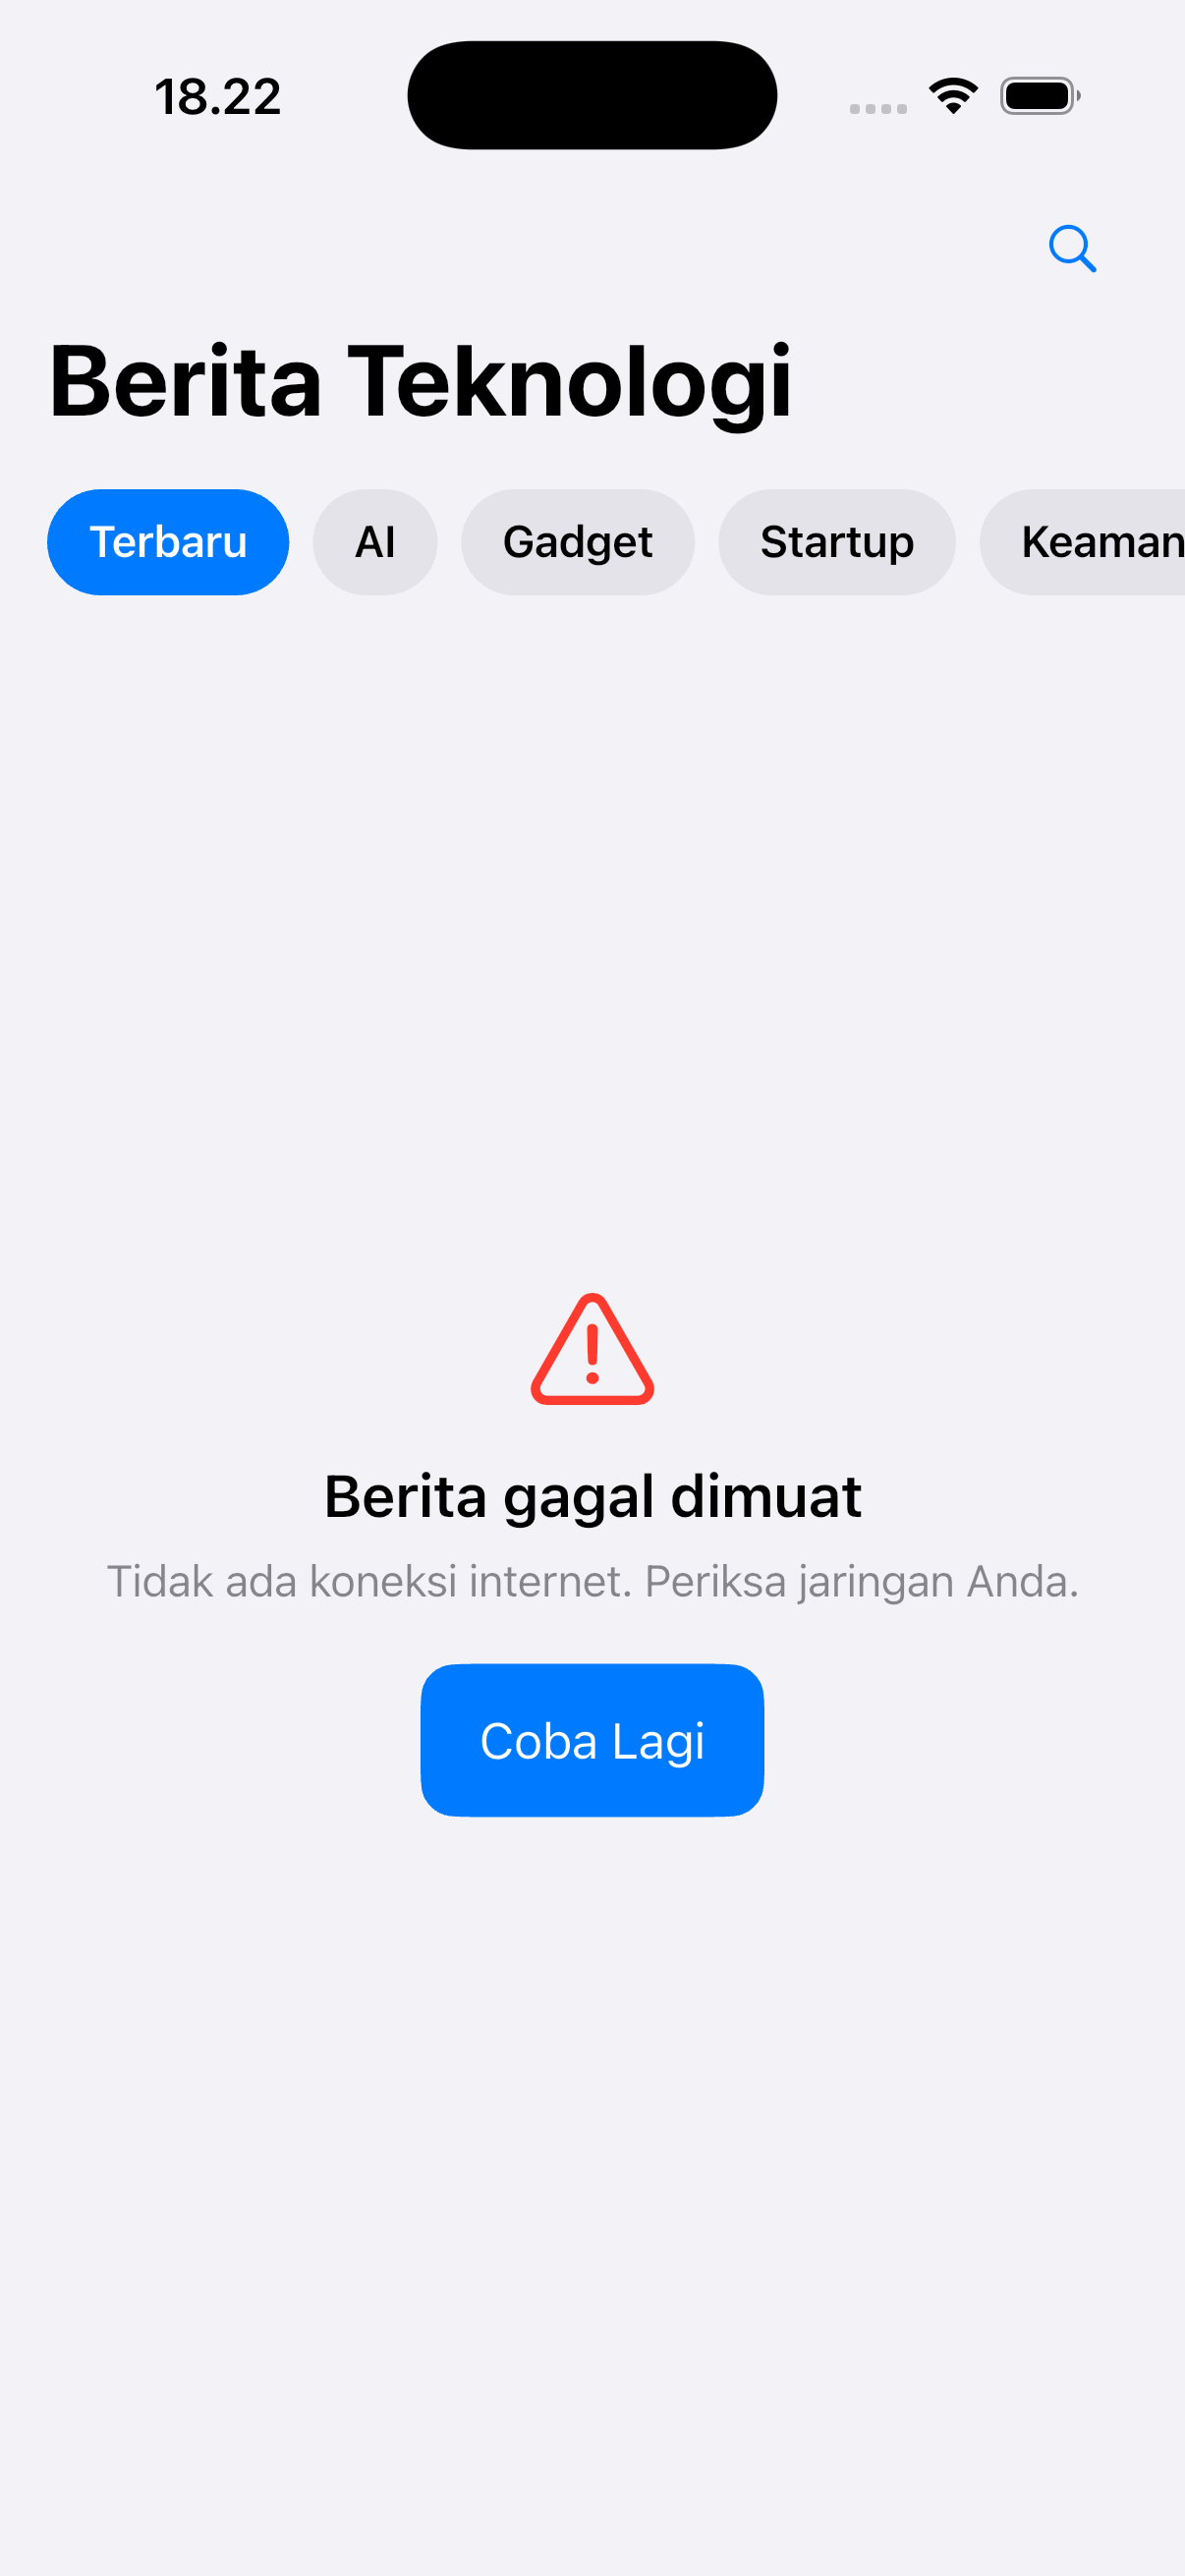 18.22
Berita Teknologi
Terbaru AI Gadget Startup Keaman
Berita gagal dimuat
Tidak ada koneksi internet. Periksa jaringan Anda.
Coba Lagi